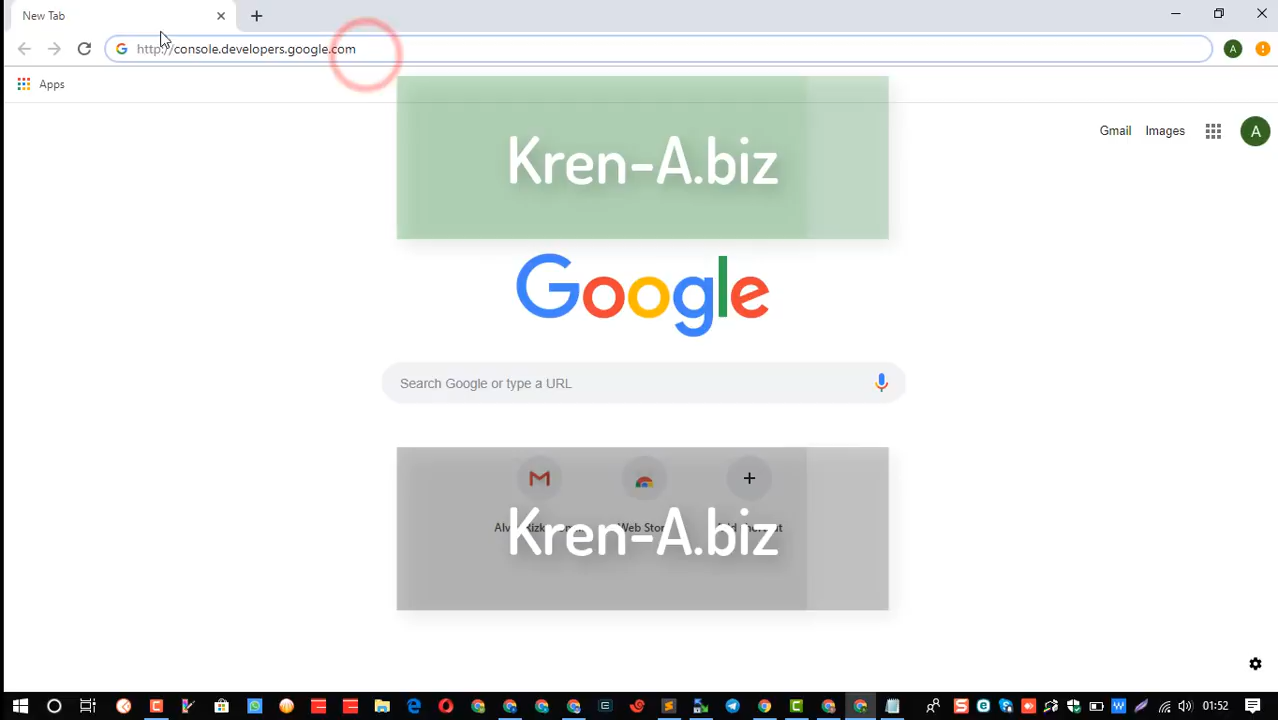 New Tab
http://console.developers.google.com
A
Apps
Gmail Images
A
Kren-A.biz
Google
Search Google or type a URL
Web Store
Kren-A.biz
01:52